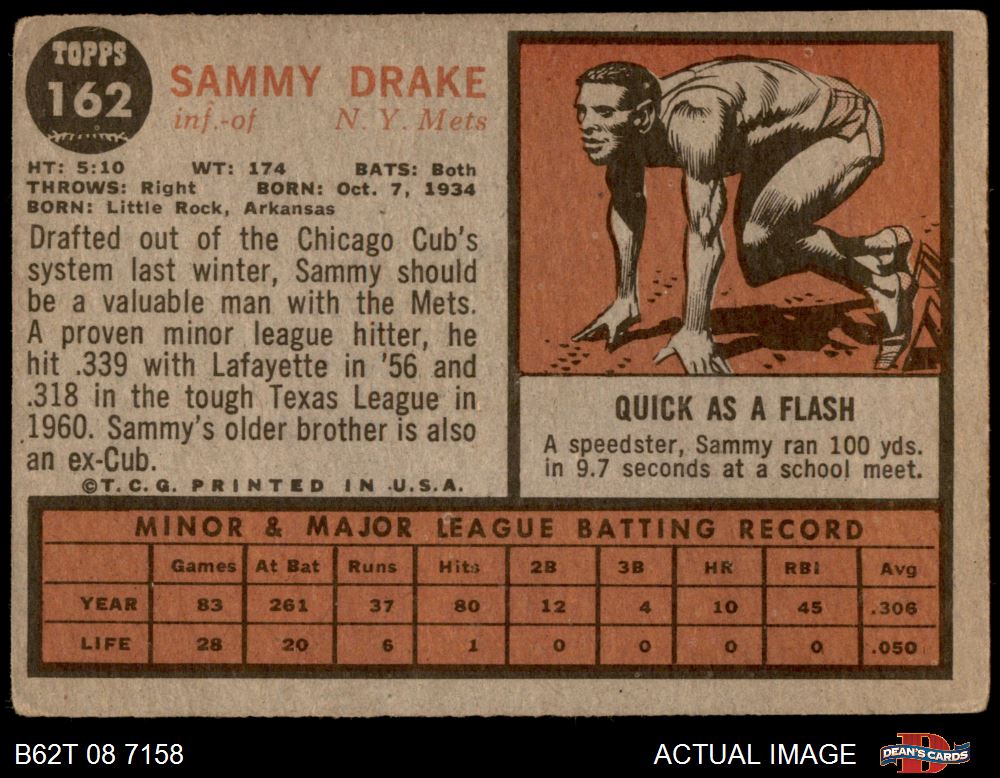 TOPPS
162
SAMMY DRAKE
inf.-of N. Y. Mets
HT: 5:10 WT: 174 BATS: Both
THROWS: Right BORN: Oct. 7, 1934
BORN: Little Rock, Arkansas
Drafted out of the Chicago Cub's
system last winter, Sammy should
be a valuable man with the Mets.
A proven minor league hitter, he
hit .339 with Lafayette in '56 and
.318 in the tough Texas League in
1960. Sammy's older brother is also
an ex-Cub.
©T.C.G. PRINTED IN U.S.A.
QUICK AS A FLASH
A speedster, Sammy ran 100 yds.
in 9.7 seconds at a school meet.
MINOR & MAJOR LEAGUE BATTING RECORD
Games At Bat Runs Hits 2B 3B HR RBI Avg
YEAR 83 261 37 80 12 4 10 45 .306
LIFE 28 20 6 1 0 0 0 0 .050
B62T 08 7158 ACTUAL IMAGE DEAN'S CARDS